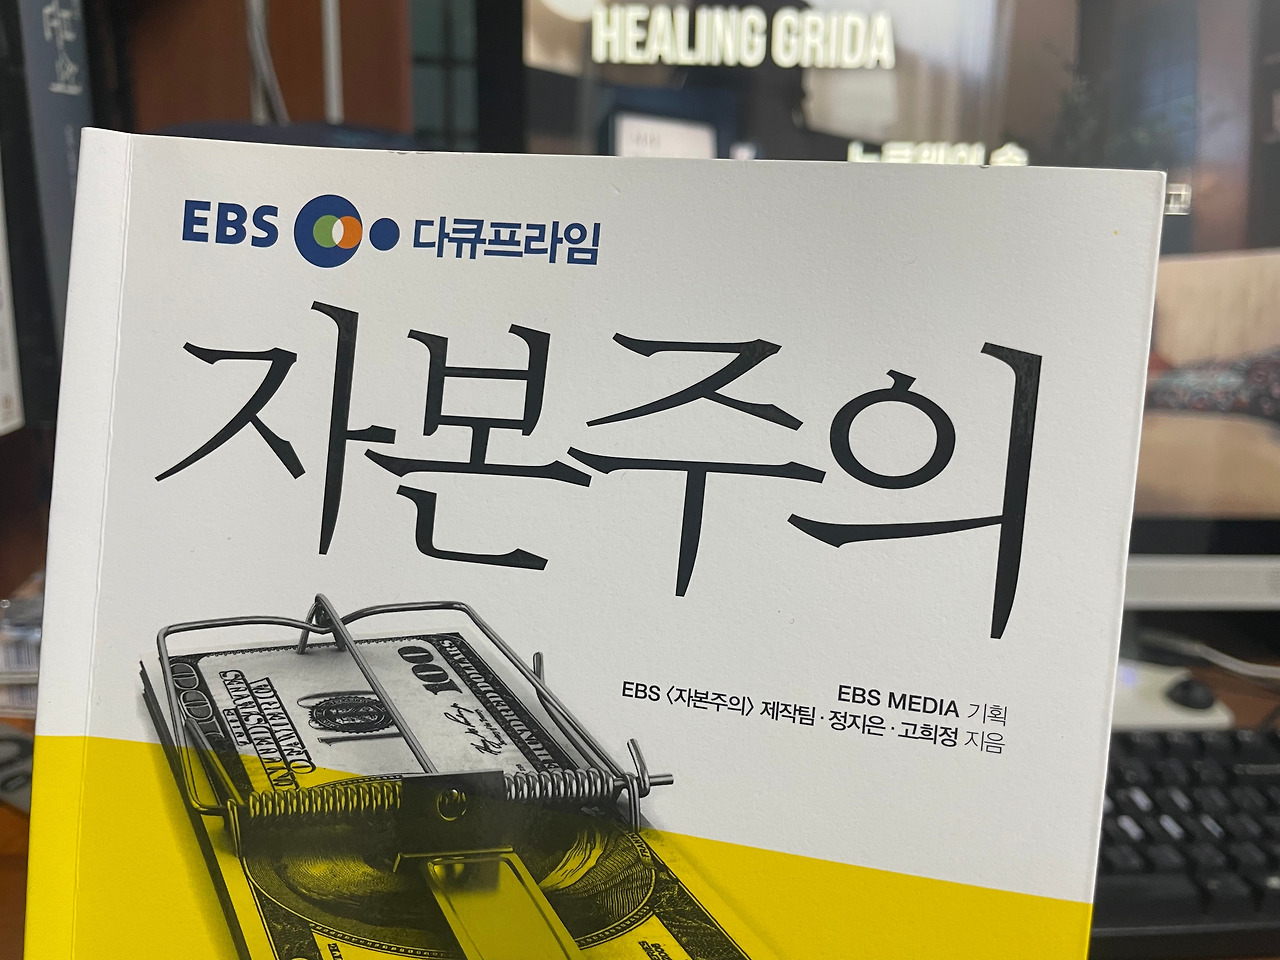 HEALING GRIDA
EBS 다큐프라임
자본주의
EBS MEDIA 기획
EBS 〈자본주의〉 제작팀 · 정지은 · 고희정 지음
100